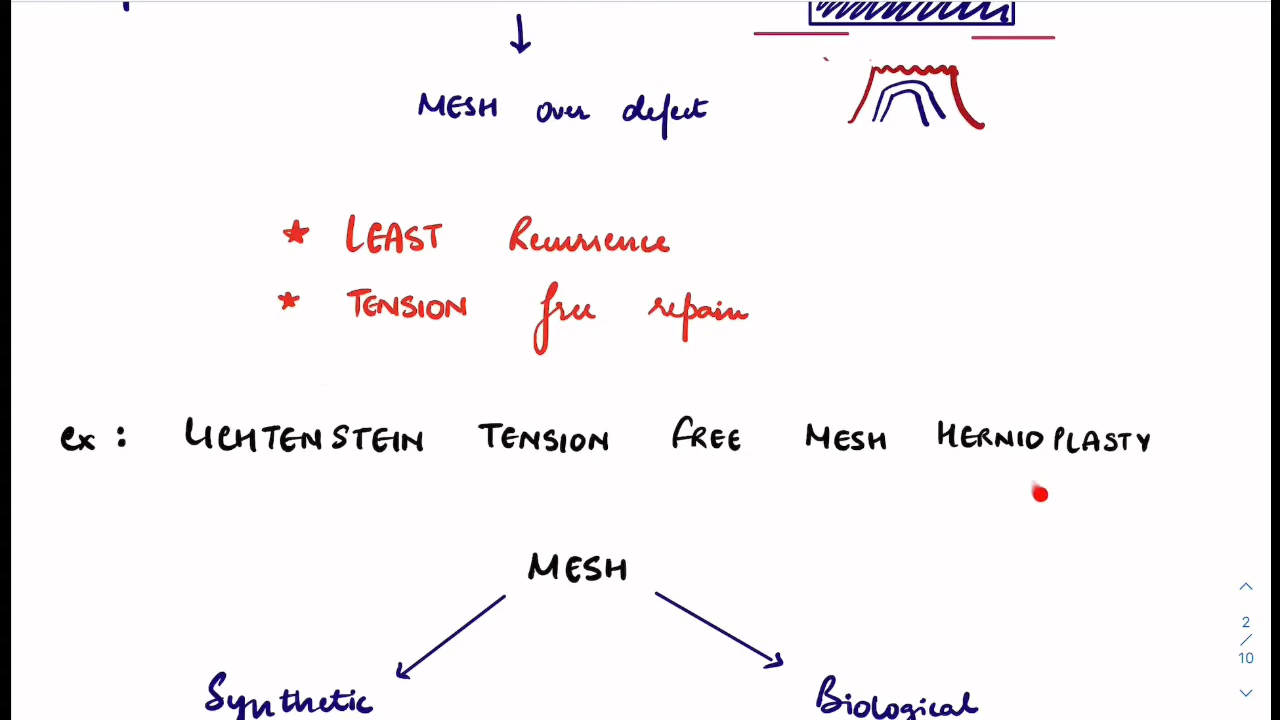 MESH over defect
* LEAST Recurrence
* TENSION free repair
ex : LICHTENSTEIN TENSION FREE MESH HERNIOPLASTY
MESH
Synthetic Biological
2
/
10